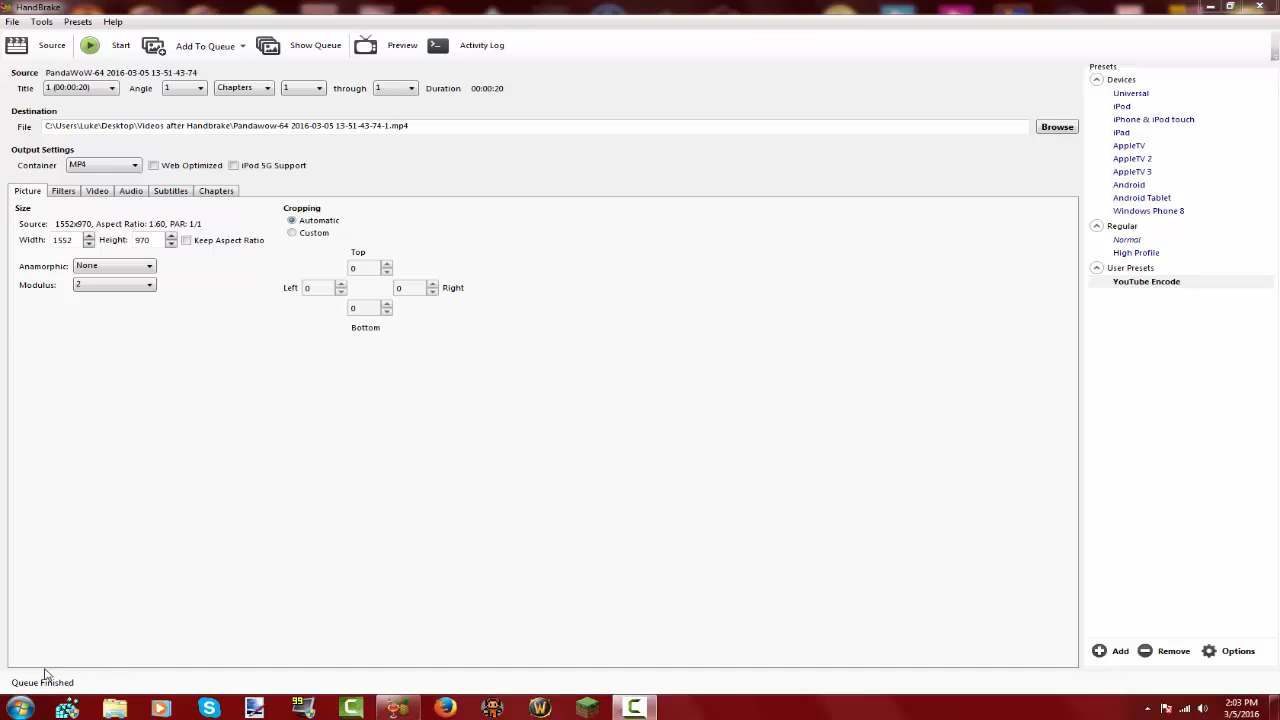 HandBrake
File Tools Presets Help
Source Start Add To Queue Show Queue Preview Activity Log
Source PandaWoW-64 2016-03-05 13-51-43-74
Title 1 (00:00:20) Angle 1 Chapters 1 through 1 Duration 00:00:20
Destination
File C:\Users\Luke\Desktop\Videos after Handbrake\Pandawow-64 2016-03-05 13-51-43-74-1.mp4 Browse
Output Settings
Container MP4 Web Optimized iPod 5G Support
Picture Filters Video Audio Subtitles Chapters
Size
Source: 1552x970, Aspect Ratio: 1.60, PAR: 1/1
Width: 1552 Height: 970 Keep Aspect Ratio
Anamorphic: None
Modulus: 2
Cropping
Automatic
Custom
Top
0
Left 0 0 Right
0
Bottom
Presets
Devices
Universal
iPod
iPhone & iPod touch
iPad
AppleTV
AppleTV 2
AppleTV 3
Android
Android Tablet
Windows Phone 8
Regular
Normal
High Profile
User Presets
YouTube Encode
Add Remove Options
Queue Finished
99
2:03 PM
3/5/2016